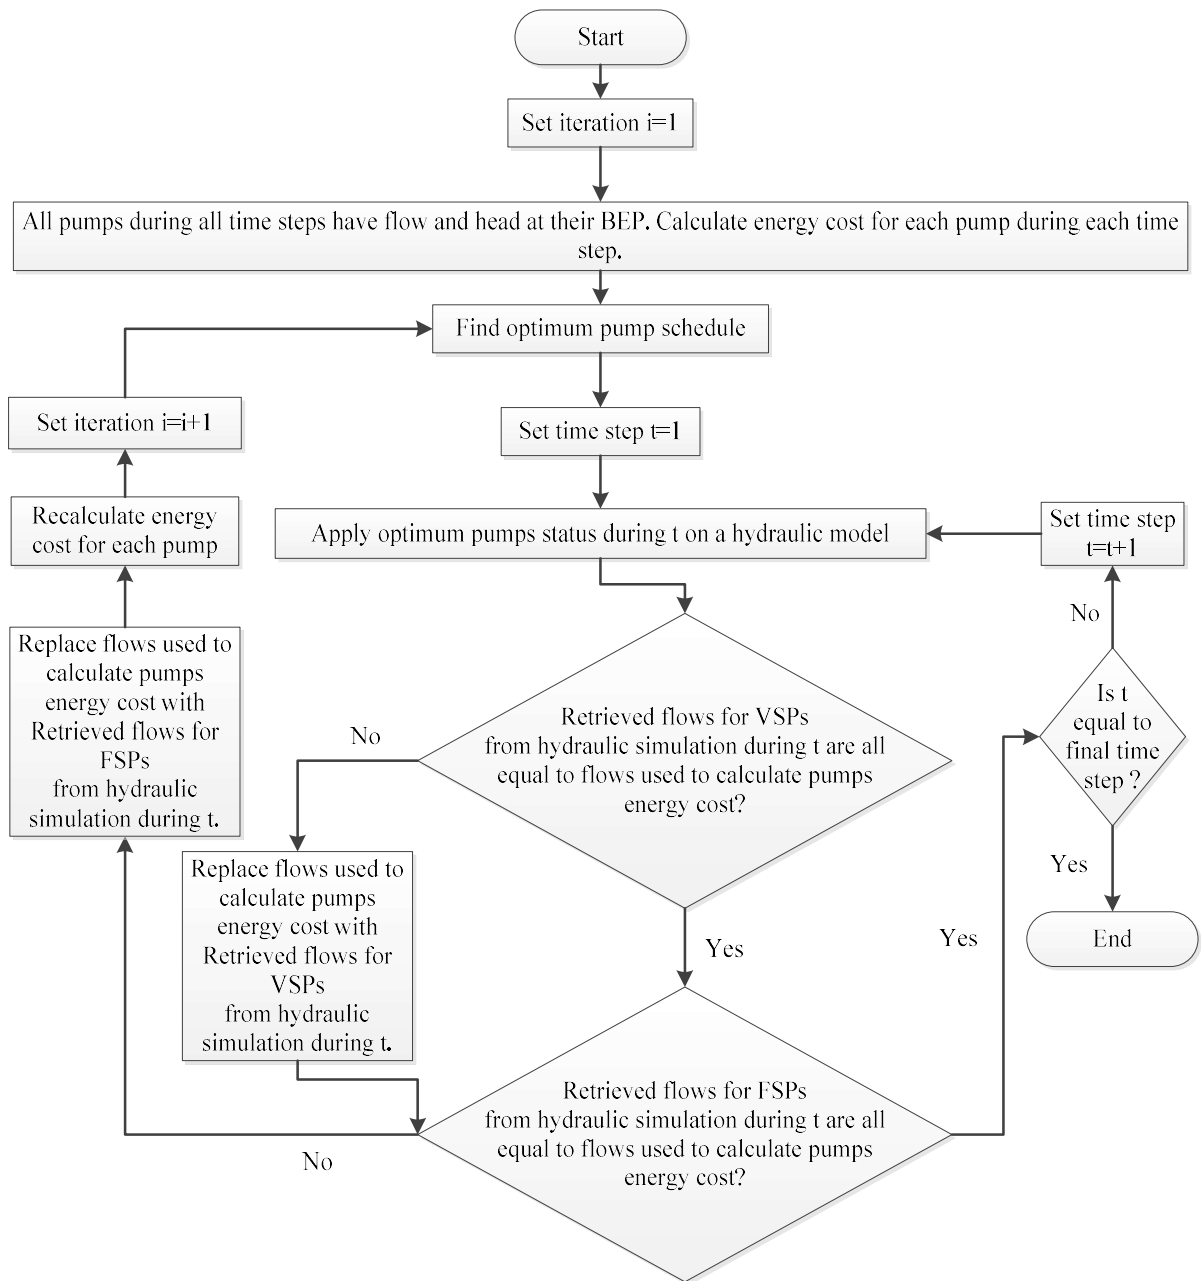 Start
Set iteration i=1
All pumps during all time steps have flow and head at their BEP. Calculate energy cost for each pump during each time
step.
Find optimum pump schedule
Set iteration i=i+1
Set time step t=1
Recalculate energy
cost for each pump
Apply optimum pumps status during t on a hydraulic model
Set time step
t=t+1
No
Replace flows used to
calculate pumps
energy cost with
Retrieved flows for
FSPs
from hydraulic
simulation during t.
Retrieved flows for VSPs
from hydraulic simulation during t are all
equal to flows used to calculate pumps
energy cost?
Is t
equal to
final time
step ?
No
Yes
Replace flows used to
calculate pumps
energy cost with
Retrieved flows for
VSPs
from hydraulic
simulation during t.
Yes
Yes
End
Retrieved flows for FSPs
from hydraulic simulation during t are all
equal to flows used to calculate pumps
energy cost?
No